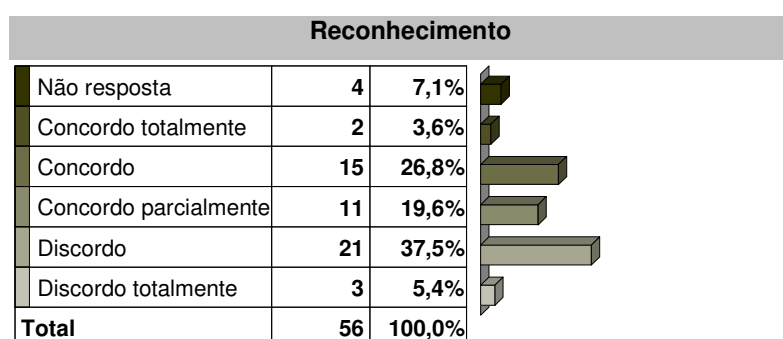 Reconhecimento
Não resposta 4 7,1%
Concordo totalmente 2 3,6%
Concordo 15 26,8%
Concordo parcialmente 11 19,6%
Discordo 21 37,5%
Discordo totalmente 3 5,4%
Total 56 100,0%